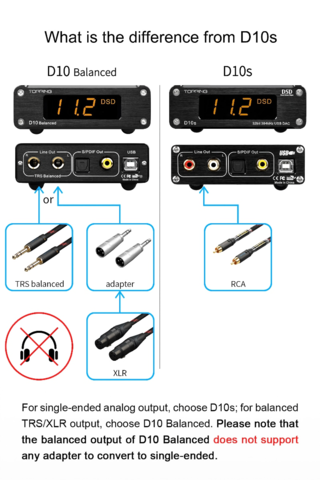 What is the difference from D10s
D10 Balanced
D10s
TOPPING
11.2 DSD
D10 Balanced
TOPPING
DSD
11.2 DSD
D10s
Line Out
S/PDIF Out
USB
TRS Balanced
Line Out
S/PDIF Out
USB
or
TRS balanced
adapter
RCA
XLR
For single-ended analog output, choose D10s; for balanced
TRS/XLR output, choose D10 Balanced. Please note that
the balanced output of D10 Balanced does not support
any adapter to convert to single-ended.